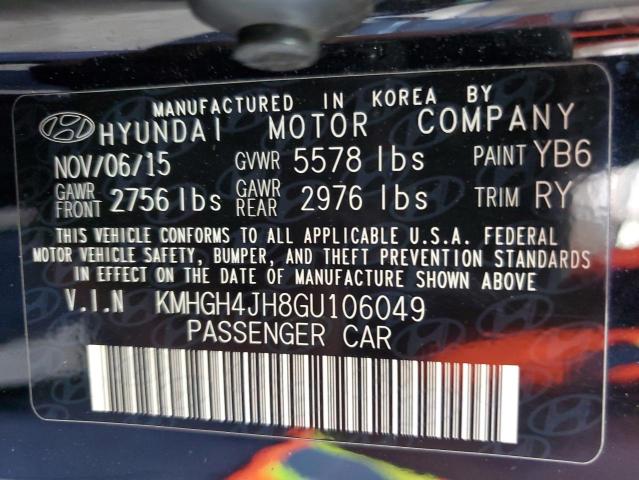 MANUFACTURED IN KOREA BY
HYUNDAI MOTOR COMPANY
NOV/06/15 GVWR 5578 lbs PAINT YB6
GAWR FRONT 2756 lbs GAWR REAR 2976 lbs TRIM RY
THIS VEHICLE CONFORMS TO ALL APPLICABLE U.S.A. FEDERAL
MOTOR VEHICLE SAFETY, BUMPER, AND THEFT PREVENTION STANDARDS
IN EFFECT ON THE DATE OF MANUFACTURE SHOWN ABOVE.
V.I.N KMHGH4JH8GU106049
PASSENGER CAR